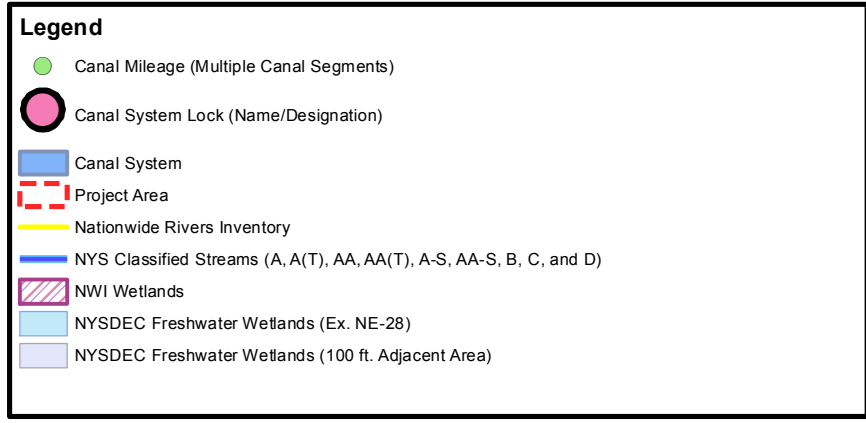 Legend
Canal Mileage (Multiple Canal Segments)
Canal System Lock (Name/Designation)
Canal System
Project Area
Nationwide Rivers Inventory
NYS Classified Streams (A, A(T), AA, AA(T), A-S, AA-S, B, C, and D)
NWI Wetlands
NYSDEC Freshwater Wetlands (Ex. NE-28)
NYSDEC Freshwater Wetlands (100 ft. Adjacent Area)